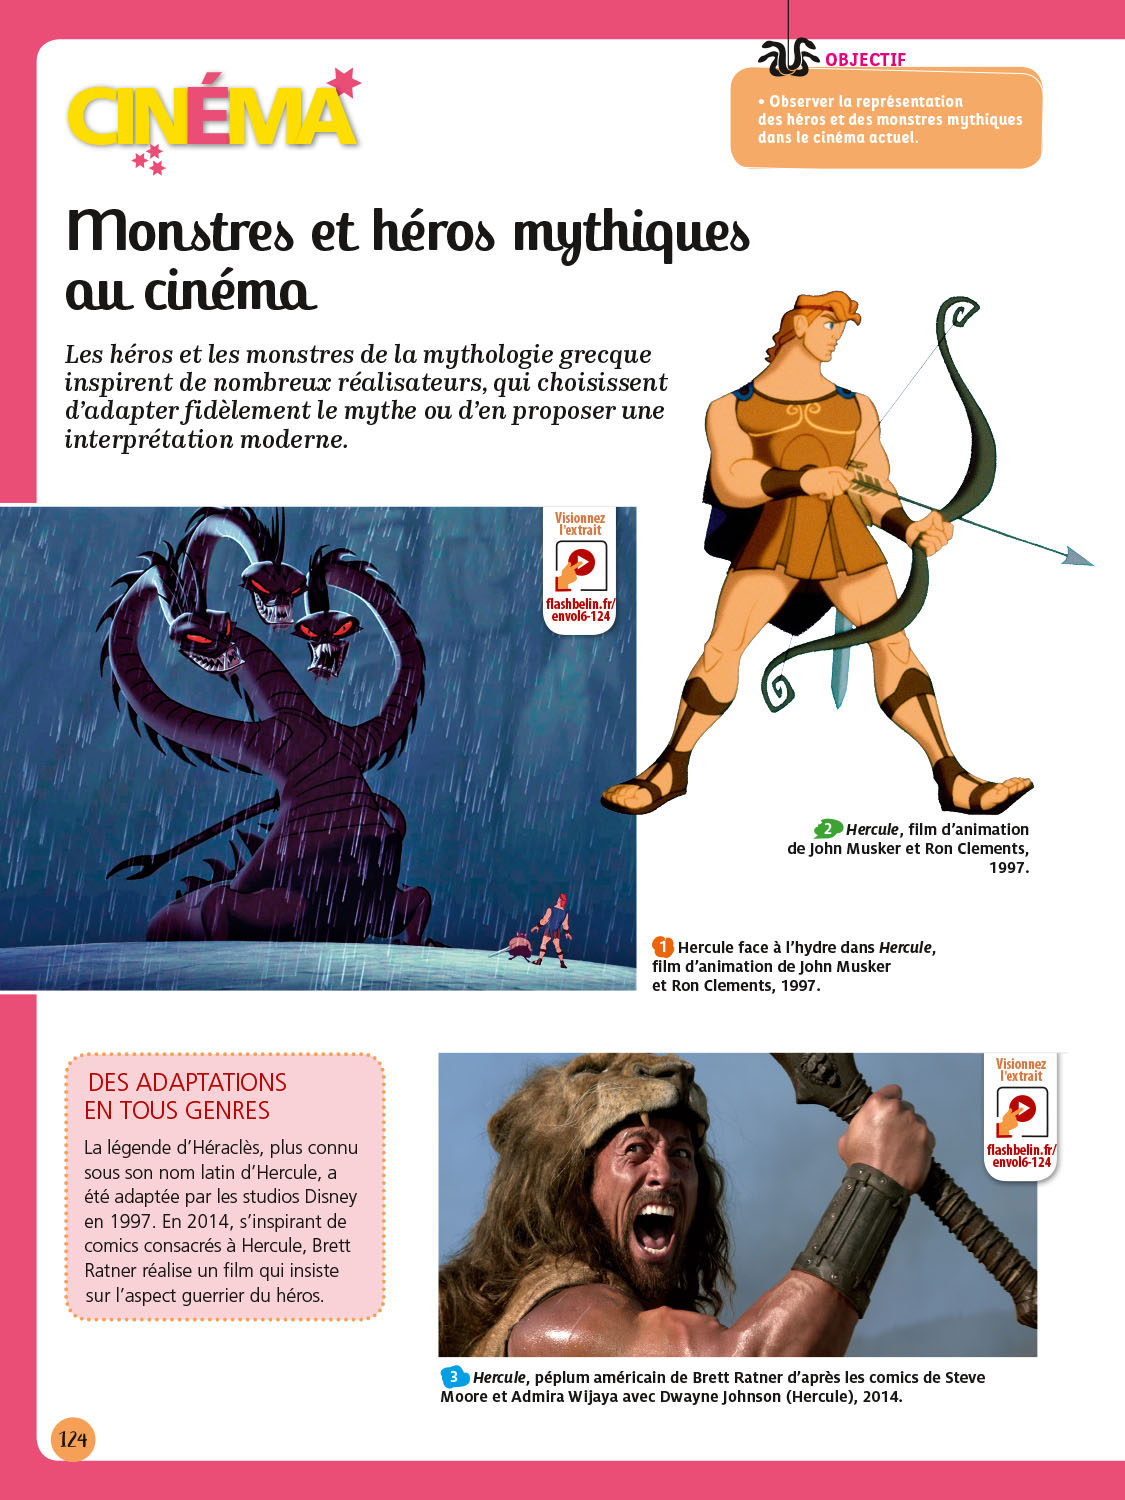 CINÉMA
OBJECTIF
• Observer la représentation
des héros et des monstres mythiques
dans le cinéma actuel.
Monstres et héros mythiques
au cinéma
Les héros et les monstres de la mythologie grecque
inspirent de nombreux réalisateurs, qui choisissent
d'adapter fidèlement le mythe ou d'en proposer une
interprétation moderne.
Visionnez
l'extrait
flashbelin.fr/
envol6-124
2 Hercule, film d'animation
de John Musker et Ron Clements,
1997.
1 Hercule face à l'hydre dans Hercule,
film d'animation de John Musker
et Ron Clements, 1997.
DES ADAPTATIONS
EN TOUS GENRES
La légende d'Héraclès, plus connu
sous son nom latin d'Hercule, a
été adaptée par les studios Disney
en 1997. En 2014, s'inspirant de
comics consacrés à Hercule, Brett
Ratner réalise un film qui insiste
sur l'aspect guerrier du héros.
Visionnez
l'extrait
flashbelin.fr/
envol6-124
3 Hercule, péplum américain de Brett Ratner d'après les comics de Steve
Moore et Admira Wijaya avec Dwayne Johnson (Hercule), 2014.
124